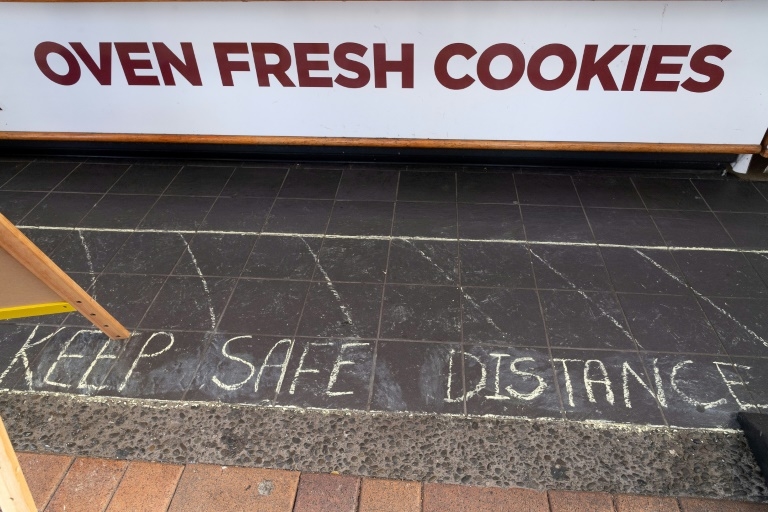 OVEN FRESH COOKIES
KEEP SAFE DISTANCE